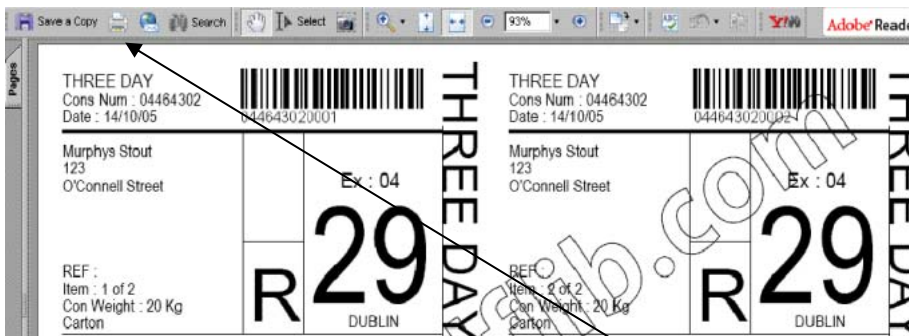 Save a Copy Search Select 93% Y! Adobe Reade
Pages
THREE DAY
Cons Num : 04464302
Date : 14/10/05
044643020001
THREE DAY
Murphys Stout
123
O'Connell Street
Ex : 04
29
R
REF :
Item : 1 of 2
Con Weight : 20 Kg
Carton
DUBLIN
THREE DAY
Cons Num : 04464302
Date : 14/10/05
044643020002
THREE DAY
Murphys Stout
123
O'Connell Street
Ex : 04
29
R
REF :
Item : 2 of 2
Con Weight : 20 Kg
Carton
DUBLIN